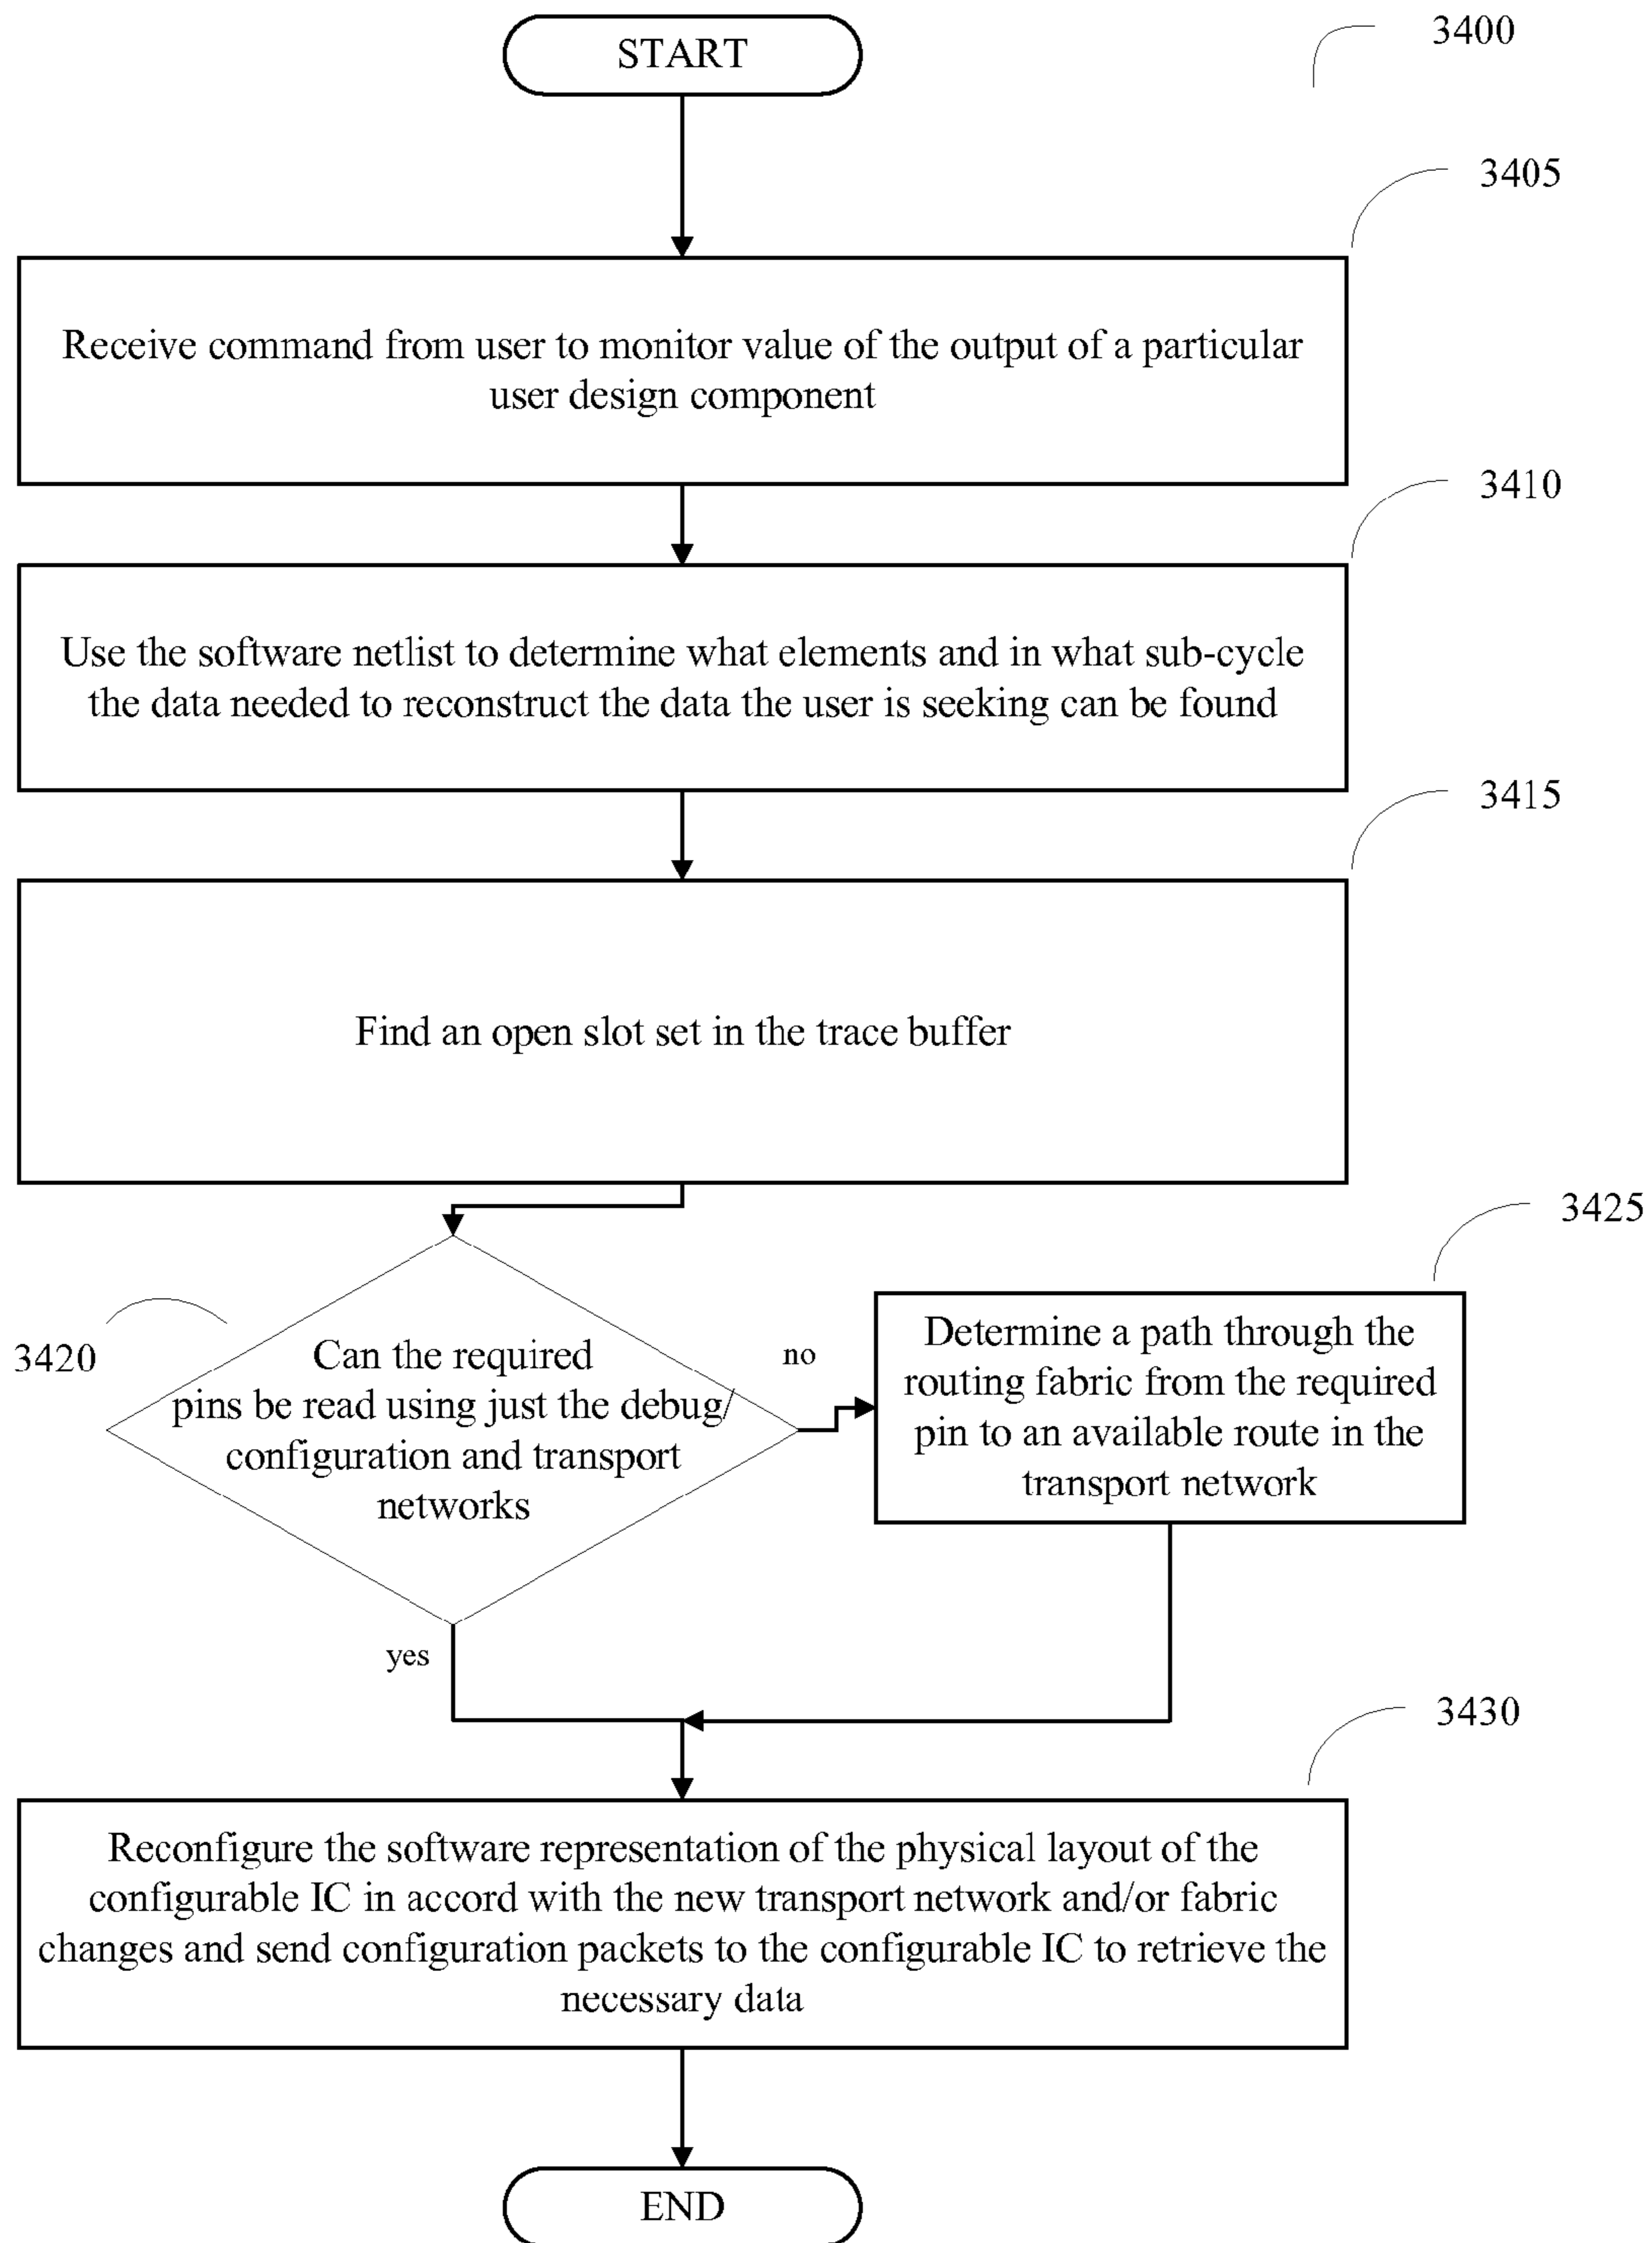 START
3400
3405
Receive command from user to monitor value of the output of a particular
user design component
3410
Use the software netlist to determine what elements and in what sub-cycle
the data needed to reconstruct the data the user is seeking can be found
3415
Find an open slot set in the trace buffer
3420
Can the required
pins be read using just the debug/
configuration and transport
networks
no
yes
3425
Determine a path through the
routing fabric from the required
pin to an available route in the
transport network
3430
Reconfigure the software representation of the physical layout of the
configurable IC in accord with the new transport network and/or fabric
changes and send configuration packets to the configurable IC to retrieve the
necessary data
END